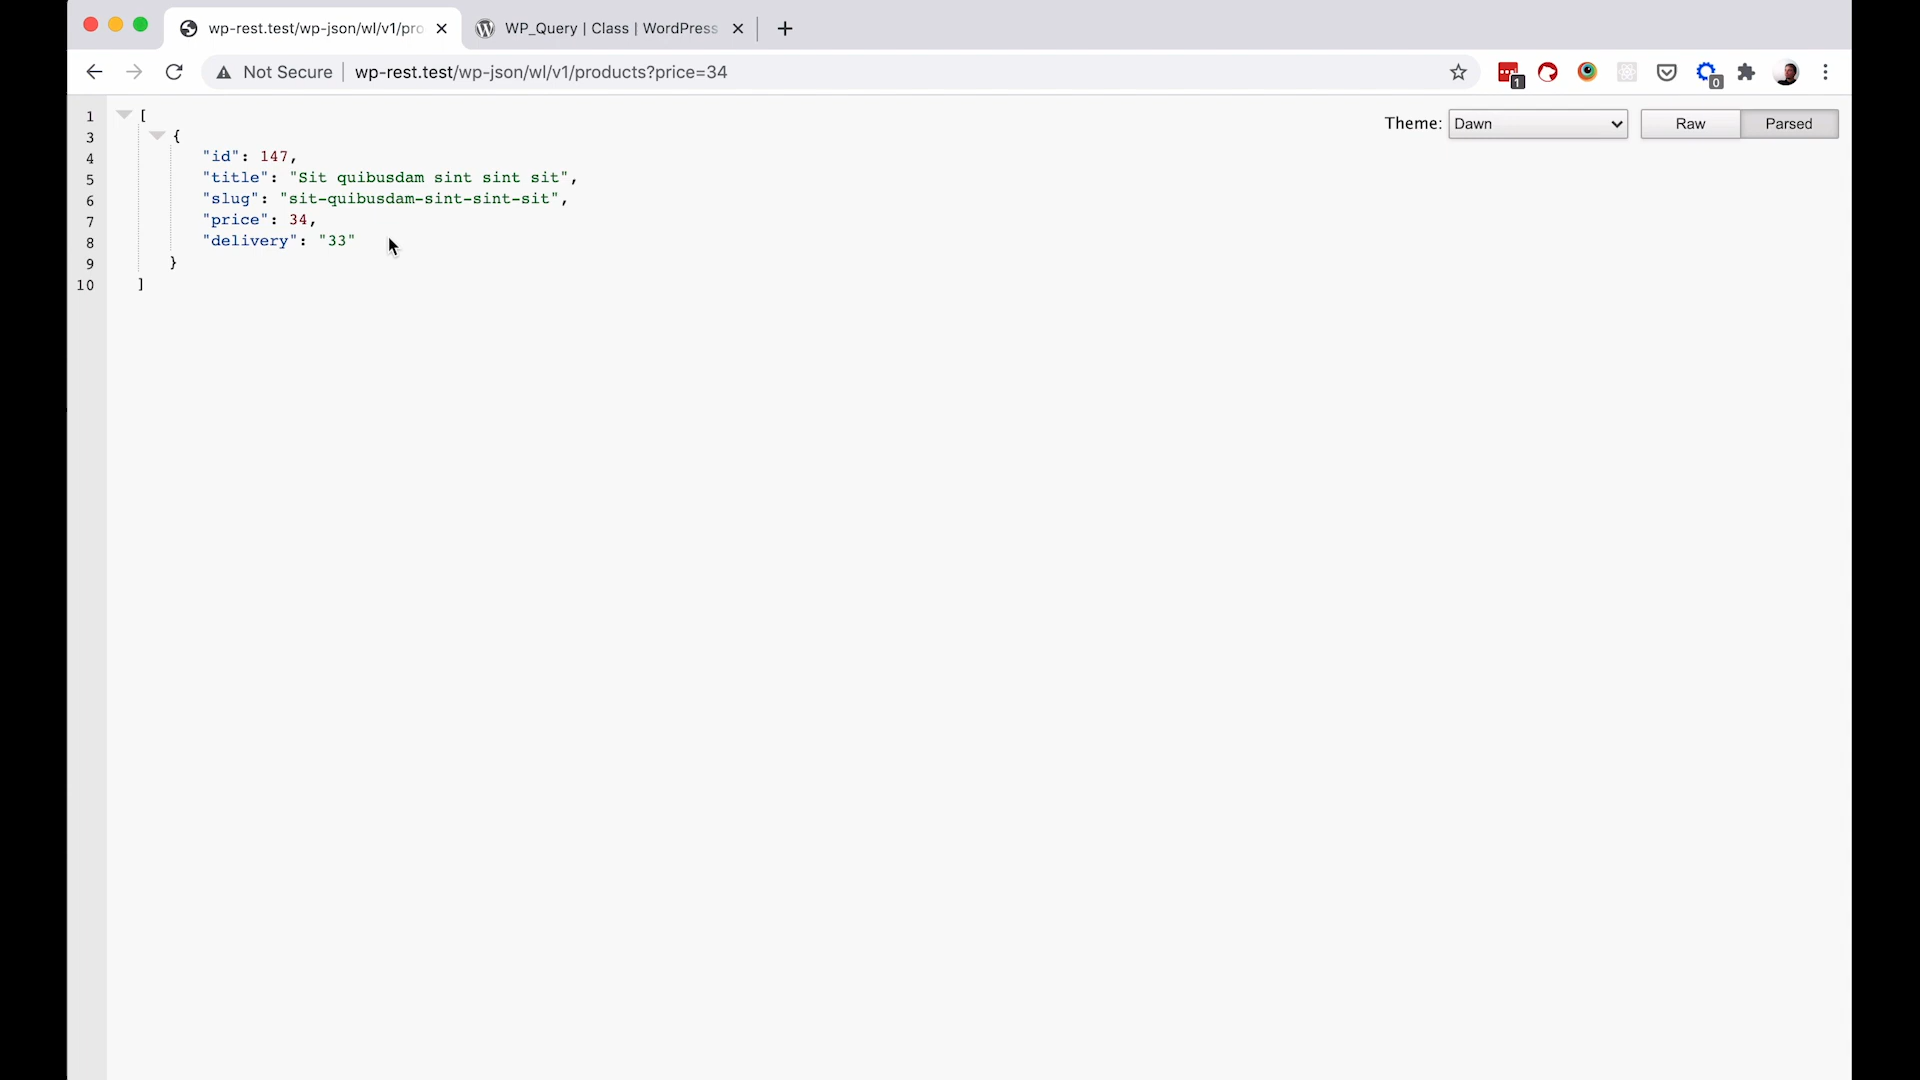 wp-rest.test/wp-json/wl/v1/pro
WP_Query | Class | WordPress
Not Secure | wp-rest.test/wp-json/wl/v1/products?price=34
1
0
Theme: Dawn Raw Parsed
1 [
3 {
4 "id": 147,
5 "title": "Sit quibusdam sint sint sit",
6 "slug": "sit-quibusdam-sint-sint-sit",
7 "price": 34,
8 "delivery": "33"
9 }
10 ]